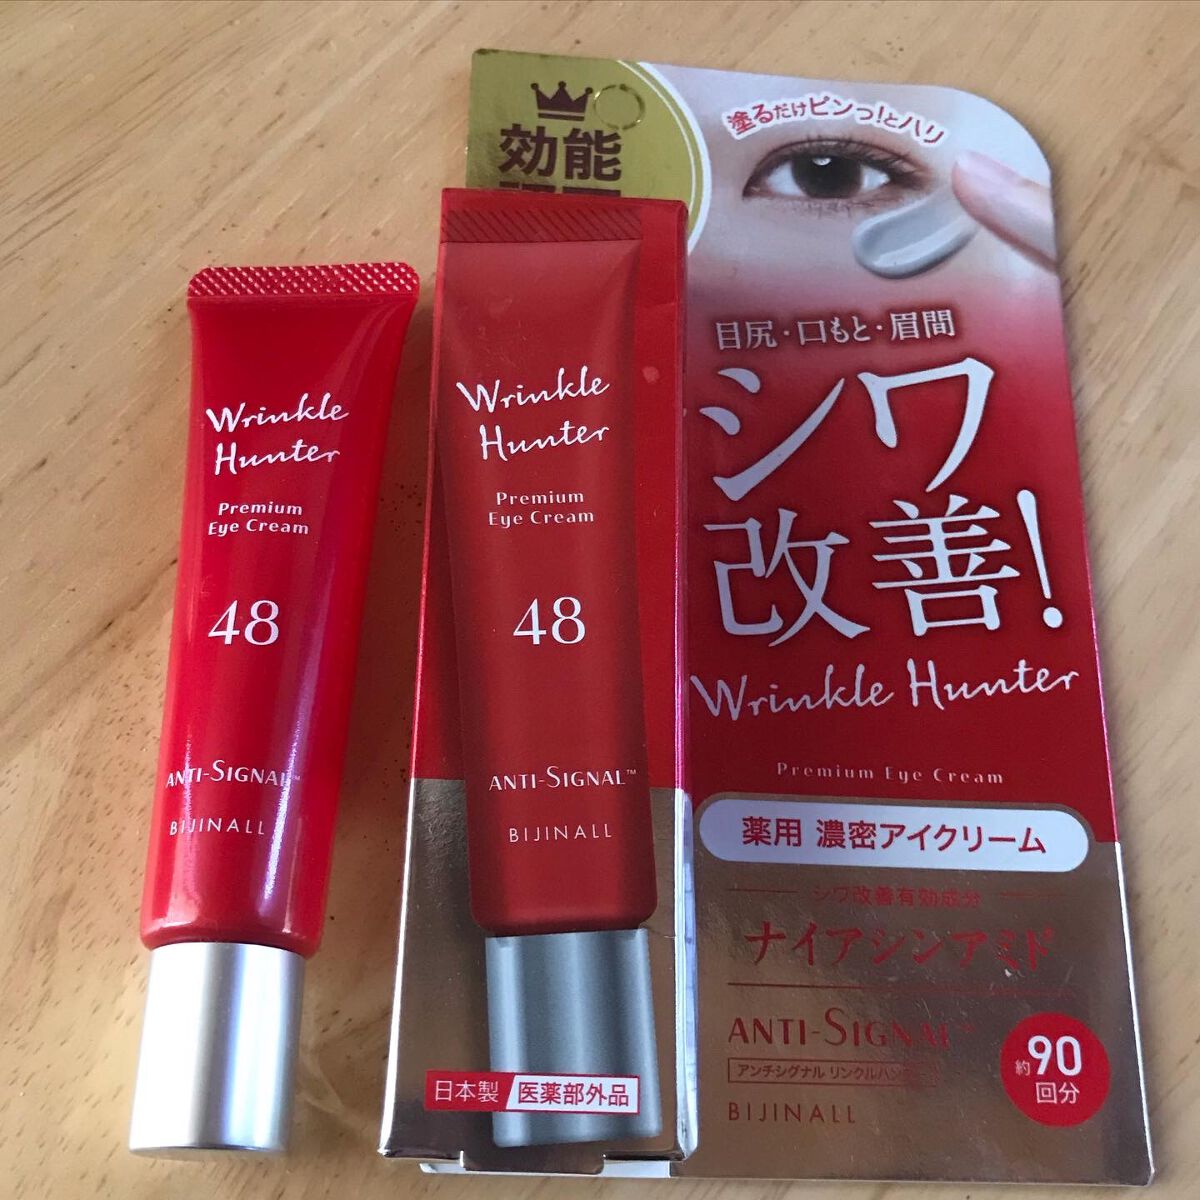 Wrinkle
Hunter
Premium
Eye Cream
48
ANTI-SIGNAL™
BIJINALL
効能
Wrinkle
Hunter
Premium
Eye Cream
48
ANTI-SIGNAL™
BIJINALL
日本製 医薬部外品
塗るだけピンっ!とハリ
目尻・口もと・眉間
シワ
改善!
Wrinkle Hunter
Premium Eye Cream
薬用 濃密アイクリーム
シワ改善有効成分
ナイアシンアミド
ANTI-SIGNAL™
アンチシグナル リンクルハンター
BIJINALL
約90
回分